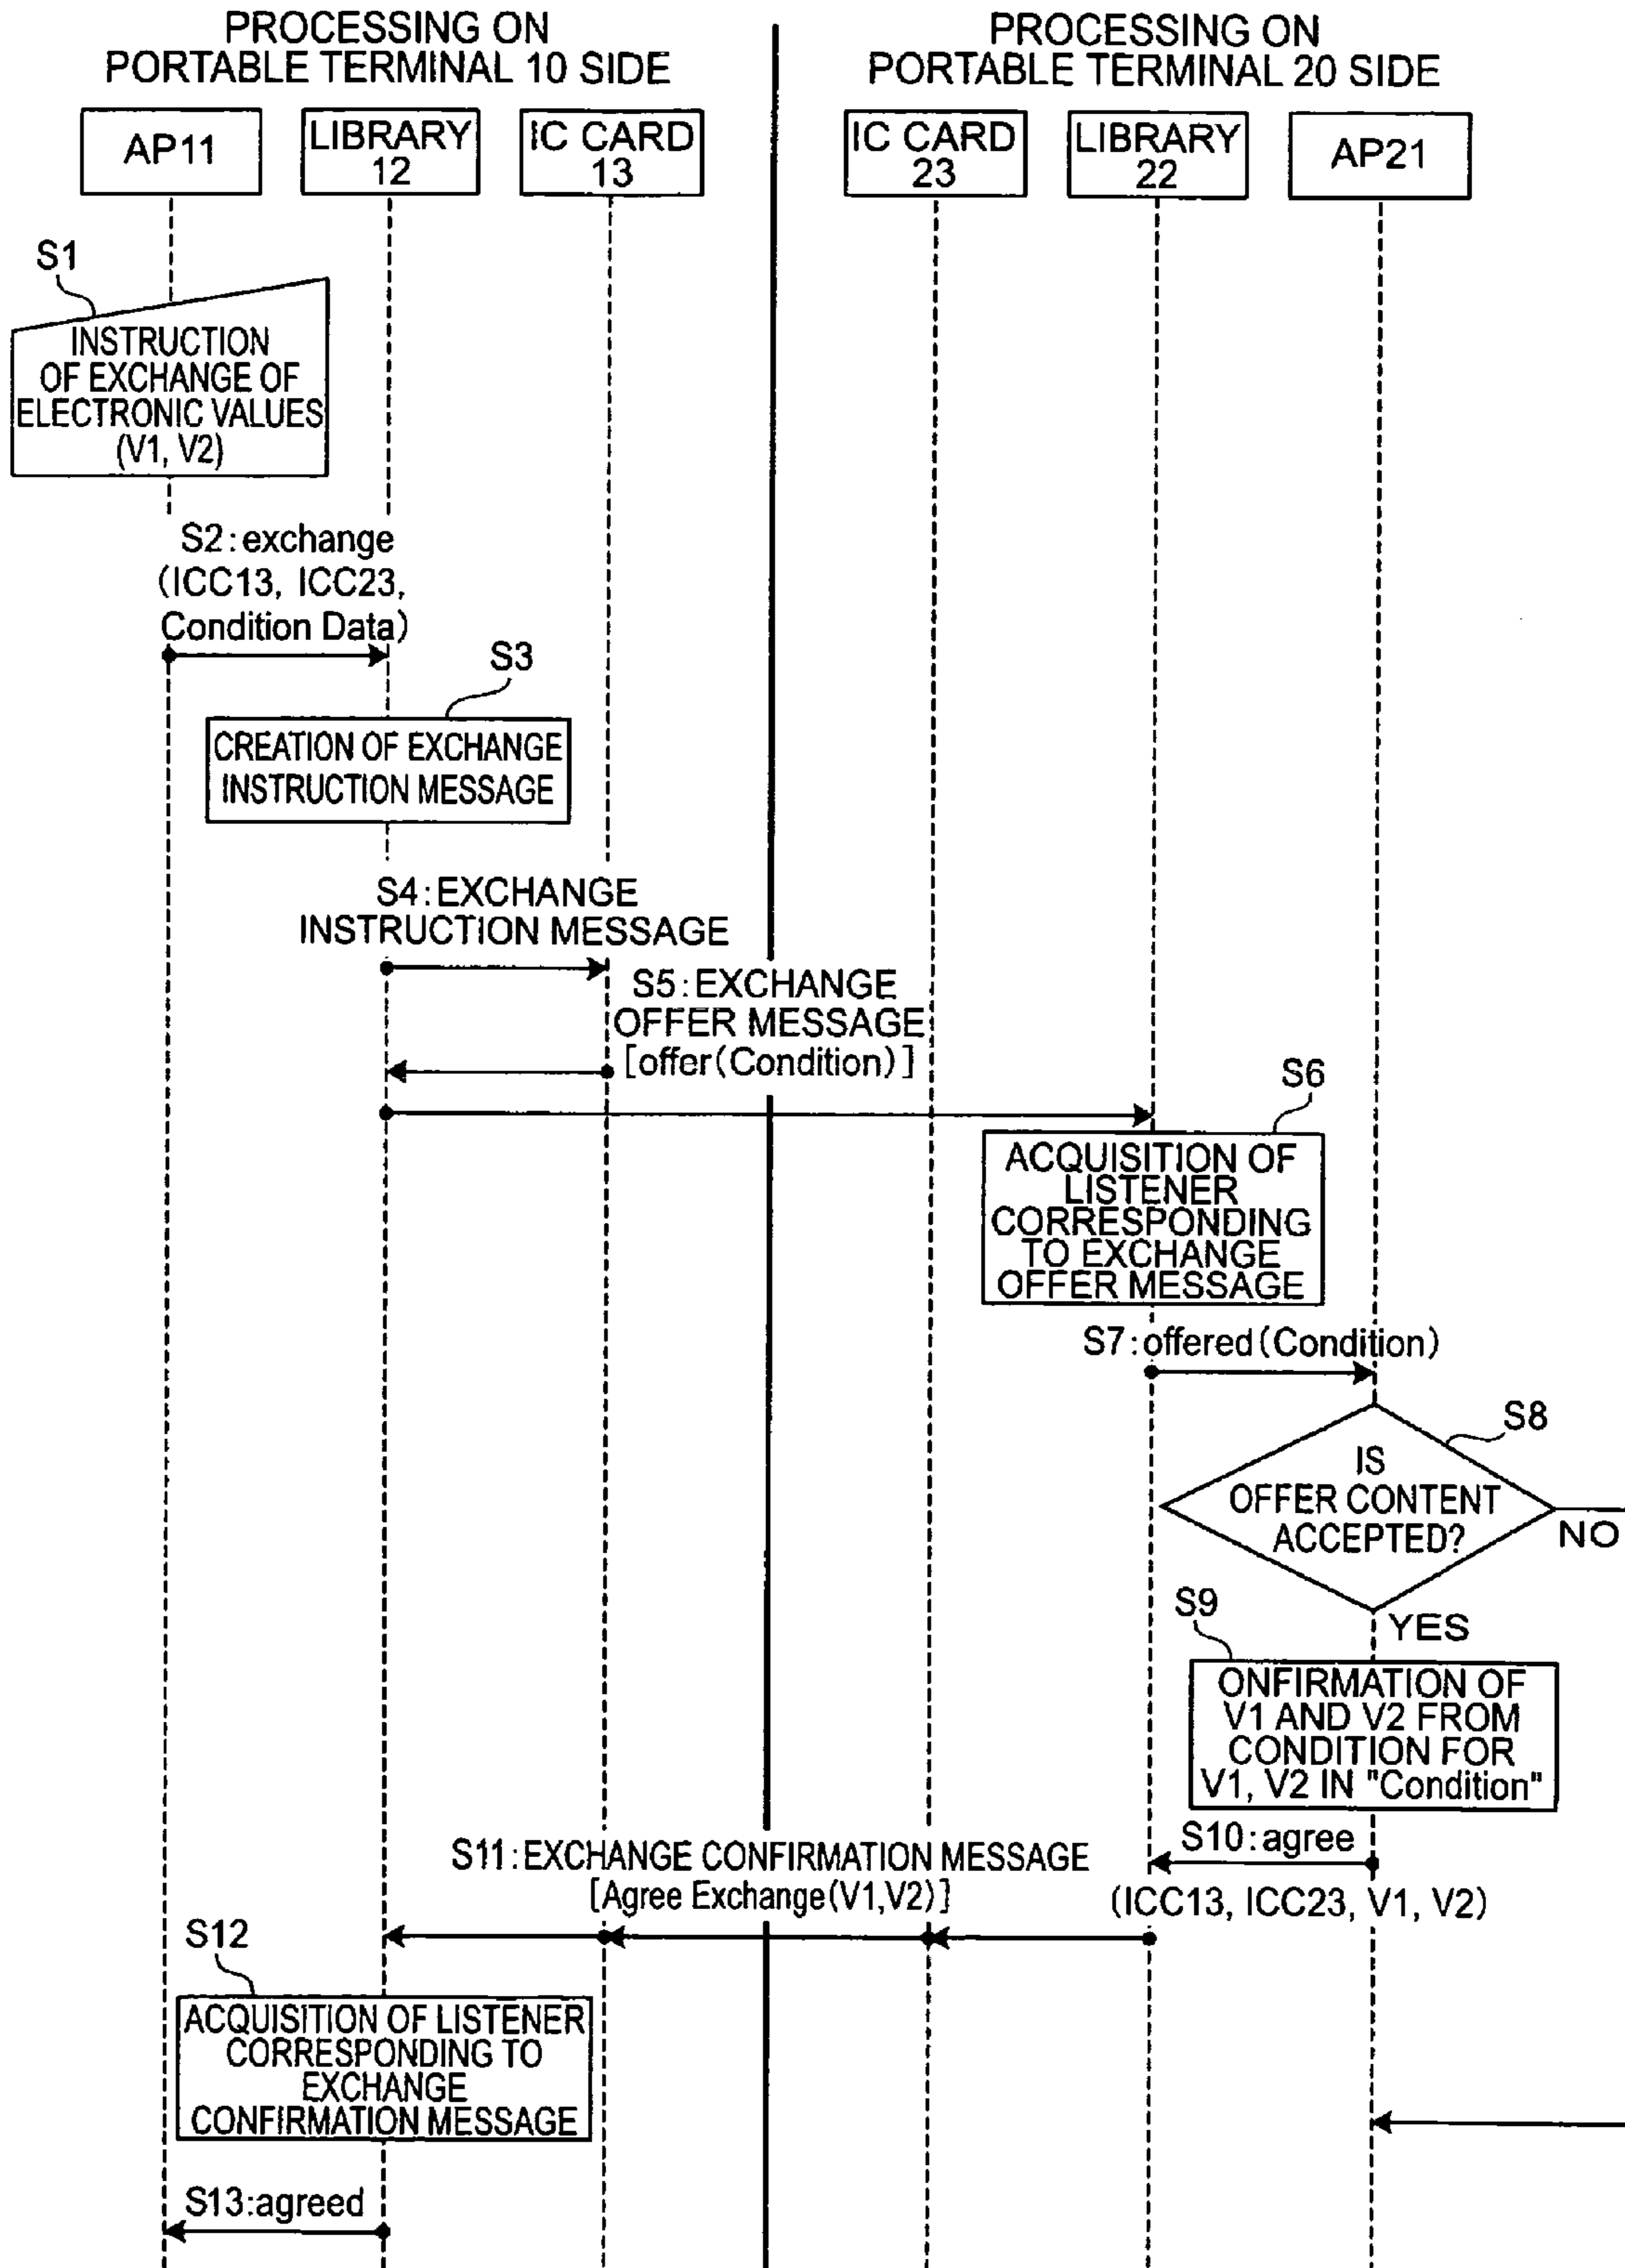 PROCESSING ON
PORTABLE TERMINAL 10 SIDE
PROCESSING ON
PORTABLE TERMINAL 20 SIDE
AP11
LIBRARY
12
IC CARD
13
IC CARD
23
LIBRARY
22
AP21
S1
INSTRUCTION
OF EXCHANGE OF
ELECTRONIC VALUES
(V1, V2)
S2:exchange
(ICC13, ICC23,
Condition Data)
S3
CREATION OF EXCHANGE
INSTRUCTION MESSAGE
S4:EXCHANGE
INSTRUCTION MESSAGE
S5:EXCHANGE
OFFER MESSAGE
[offer(Condition)]
S6
ACQUISITION OF
LISTENER
CORRESPONDING
TO EXCHANGE
OFFER MESSAGE
S7:offered(Condition)
S8
IS
OFFER CONTENT
ACCEPTED?
NO
YES
S9
ONFIRMATION OF
V1 AND V2 FROM
CONDITION FOR
V1, V2 IN "Condition"
S10:agree
(ICC13, ICC23, V1, V2)
S11:EXCHANGE CONFIRMATION MESSAGE
[Agree Exchange(V1,V2)]
S12
ACQUISITION OF LISTENER
CORRESPONDING TO
EXCHANGE
CONFIRMATION MESSAGE
S13:agreed